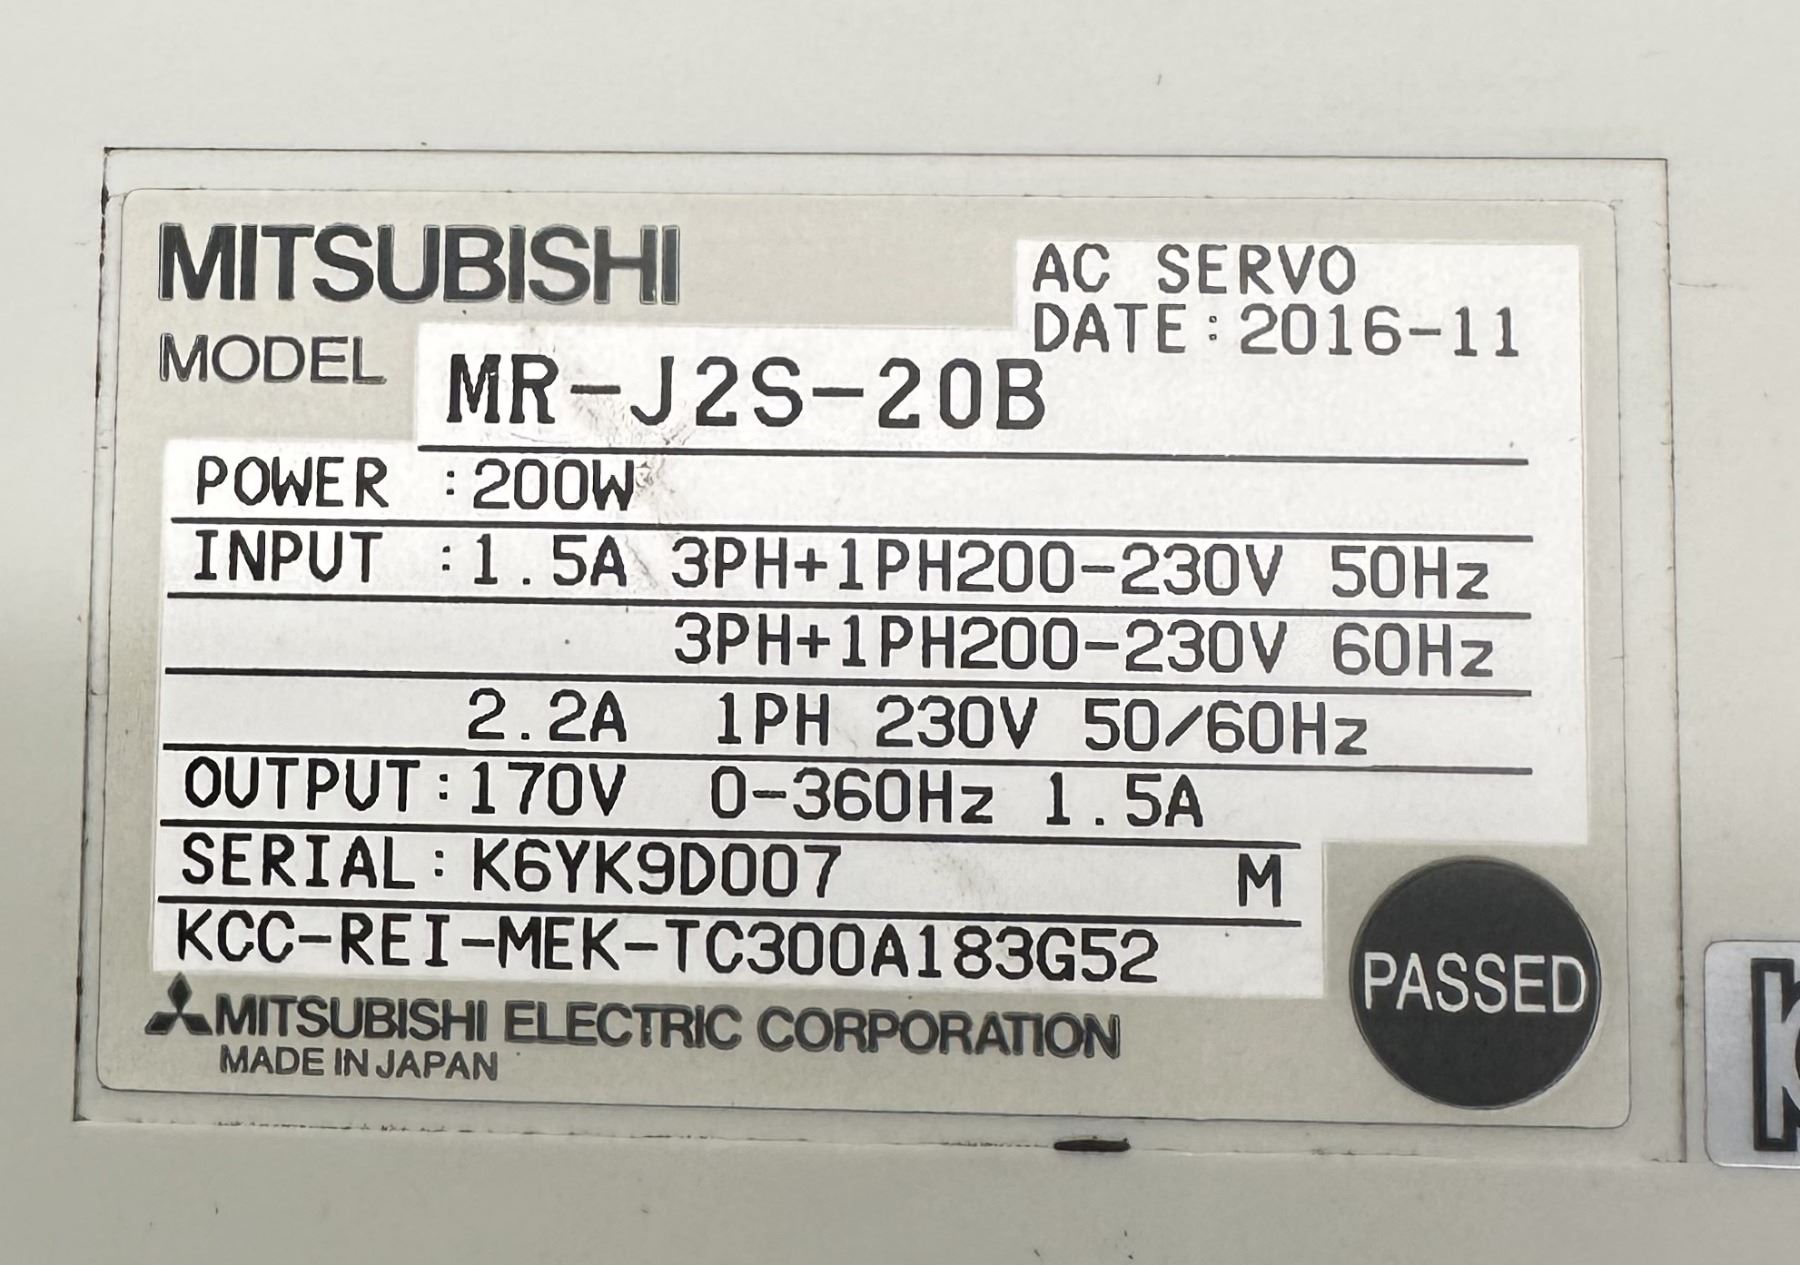 MITSUBISHI
AC SERVO
DATE:2016-11
MODEL MR-J2S-20B
POWER :200W
INPUT :1.5A 3PH+1PH200-230V 50Hz
3PH+1PH200-230V 60Hz
2.2A 1PH 230V 50/60Hz
OUTPUT:170V 0-360Hz 1.5A
SERIAL:K6YK9D007 M
KCC-REI-MEK-TC300A183G52
PASSED
MITSUBISHI ELECTRIC CORPORATION
MADE IN JAPAN